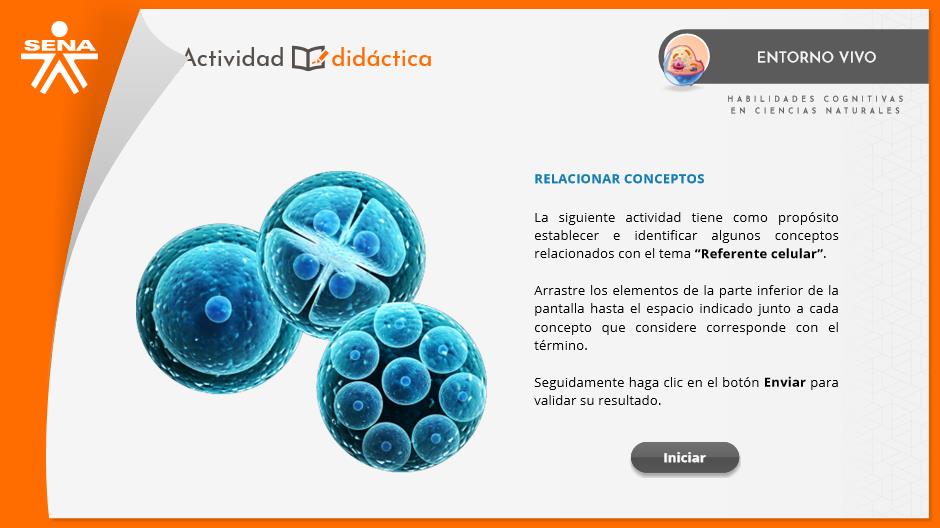 SENA
Actividad didáctica
ENTORNO VIVO
HABILIDADES COGNITIVAS
EN CIENCIAS NATURALES
RELACIONAR CONCEPTOS
La siguiente actividad tiene como propósito
establecer e identificar algunos conceptos
relacionados con el tema “Referente celular”.
Arrastre los elementos de la parte inferior de la
pantalla hasta el espacio indicado junto a cada
concepto que considere corresponde con el
término.
Seguidamente haga clic en el botón Enviar para
validar su resultado.
Iniciar